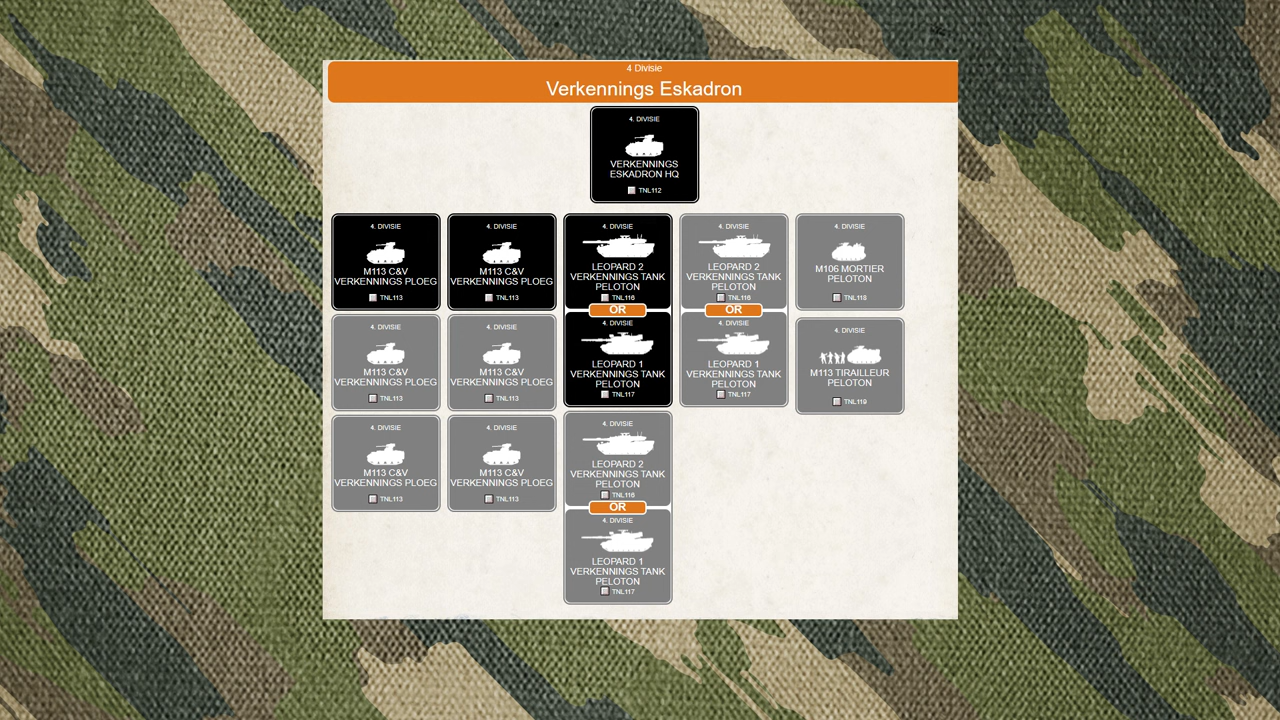 4 Divisie
Verkennings Eskadron
4. DIVISIE
VERKENNINGS
ESKADRON HQ
TNL112
4. DIVISIE
M113 C&V
VERKENNINGS PLOEG
TNL113
4. DIVISIE
M113 C&V
VERKENNINGS PLOEG
TNL113
4. DIVISIE
LEOPARD 2
VERKENNINGS TANK
PELOTON
TNL116
OR
4. DIVISIE
LEOPARD 1
VERKENNINGS TANK
PELOTON
TNL117
4. DIVISIE
LEOPARD 2
VERKENNINGS TANK
PELOTON
TNL116
OR
4. DIVISIE
LEOPARD 1
VERKENNINGS TANK
PELOTON
TNL117
4. DIVISIE
M106 MORTIER
PELOTON
TNL118
4. DIVISIE
M113 C&V
VERKENNINGS PLOEG
TNL113
4. DIVISIE
M113 C&V
VERKENNINGS PLOEG
TNL113
4. DIVISIE
M113 TIRAILLEUR
PELOTON
TNL119
4. DIVISIE
M113 C&V
VERKENNINGS PLOEG
TNL113
4. DIVISIE
M113 C&V
VERKENNINGS PLOEG
TNL113
4. DIVISIE
LEOPARD 2
VERKENNINGS TANK
PELOTON
TNL116
OR
4. DIVISIE
LEOPARD 1
VERKENNINGS TANK
PELOTON
TNL117